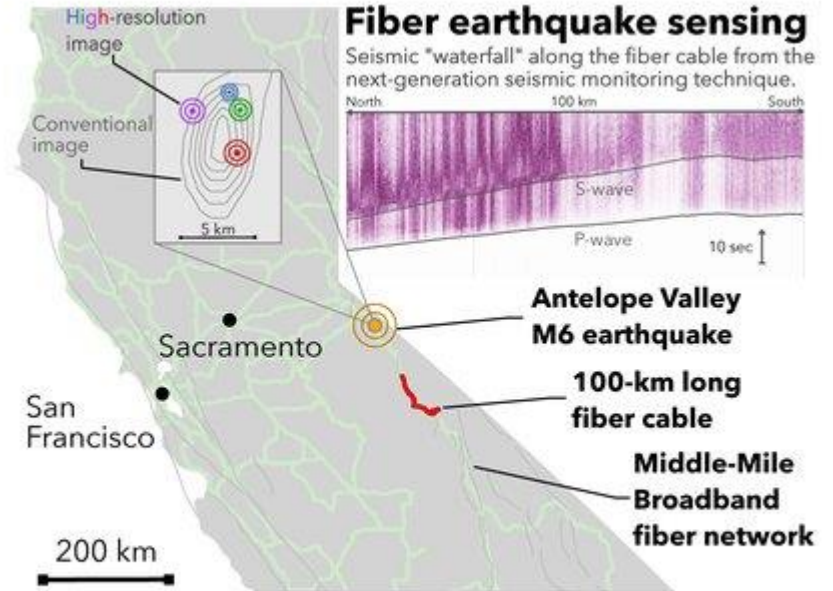 High-resolution
image
Conventional
image
5 km
Fiber earthquake sensing
Seismic "waterfall" along the fiber cable from the
next-generation seismic monitoring technique.
North 100 km South
S-wave
P-wave
10 sec
Antelope Valley
M6 earthquake
Sacramento
100-km long
fiber cable
San
Francisco
Middle-Mile
Broadband
fiber network
200 km